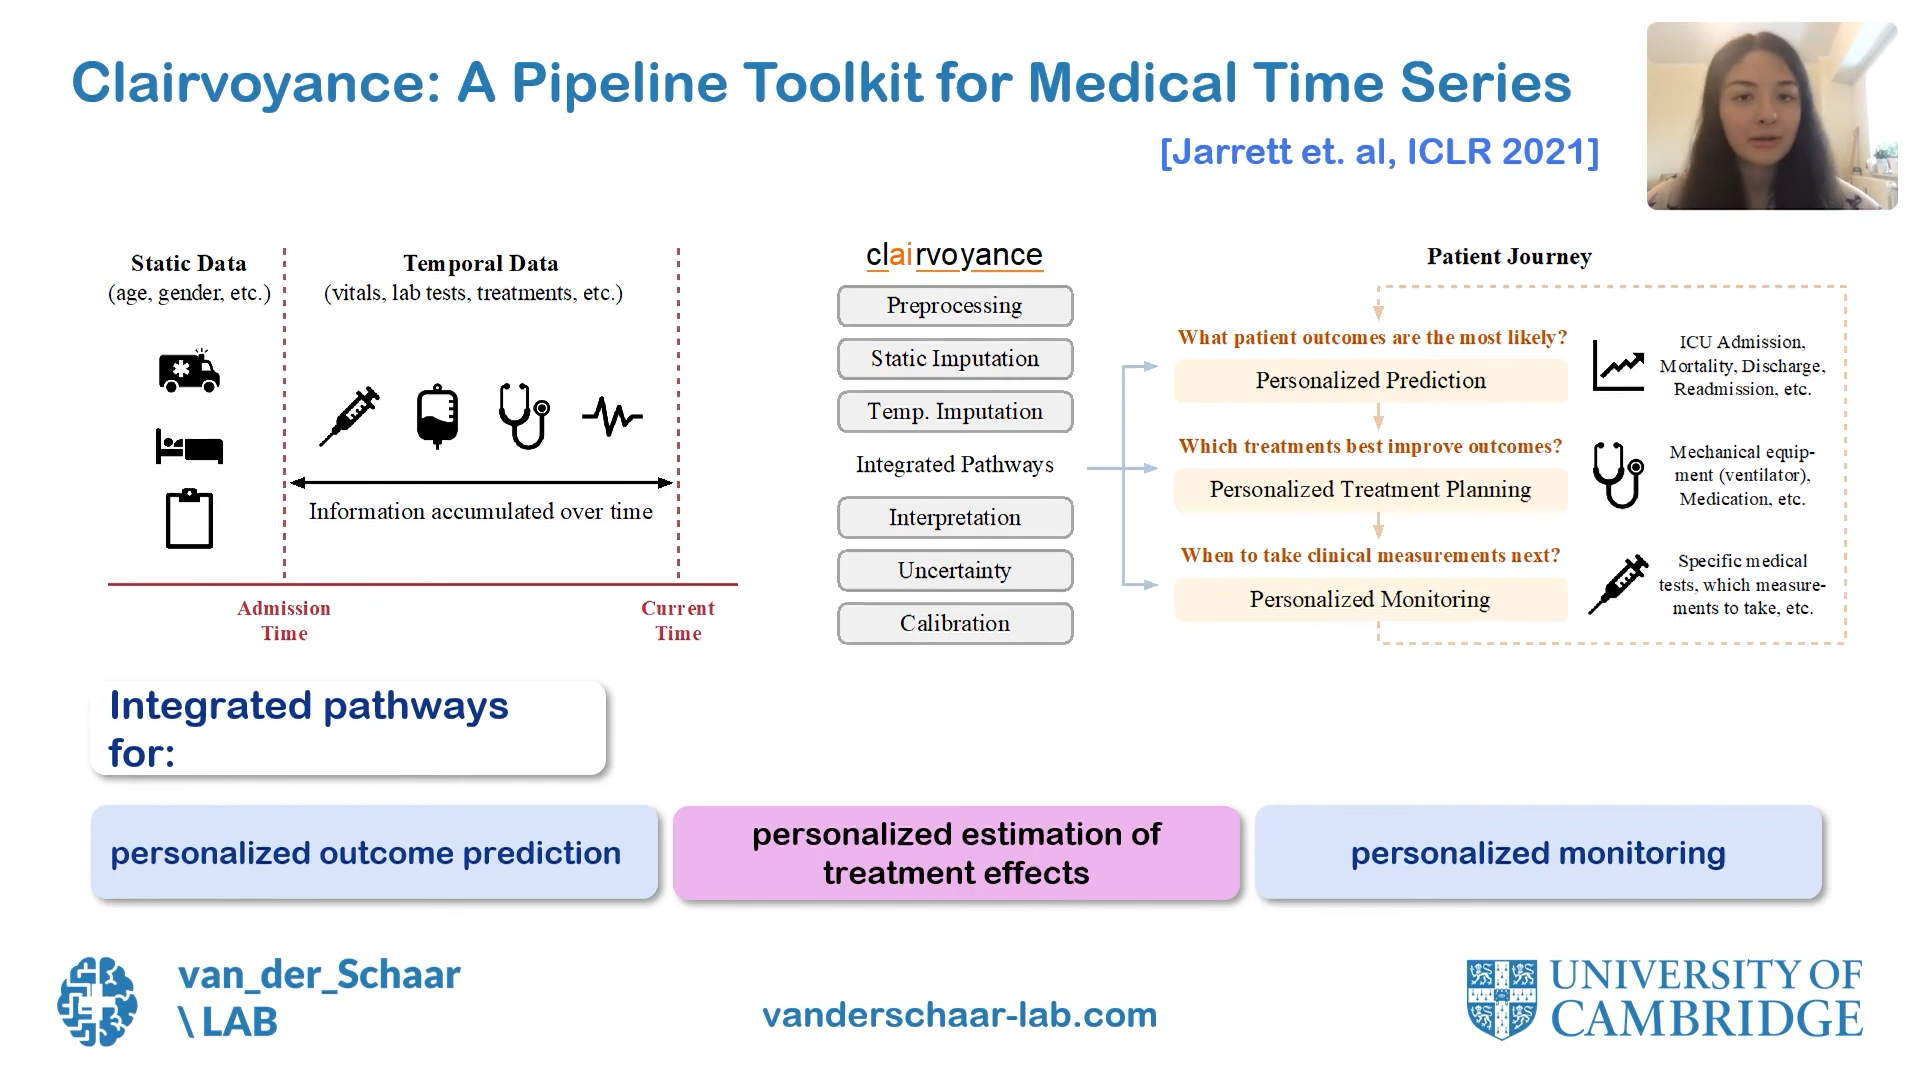 Clairvoyance: A Pipeline Toolkit for Medical Time Series
[Jarrett et. al, ICLR 2021]
Static Data
(age, gender, etc.)
Temporal Data
(vitals, lab tests, treatments, etc.)
Information accumulated over time
Admission
Time
Current
Time
clairvoyance
Preprocessing
Static Imputation
Temp. Imputation
Integrated Pathways
Interpretation
Uncertainty
Calibration
Patient Journey
What patient outcomes are the most likely?
Personalized Prediction
ICU Admission,
Mortality, Discharge,
Readmission, etc.
Which treatments best improve outcomes?
Personalized Treatment Planning
Mechanical equip-
ment (ventilator),
Medication, etc.
When to take clinical measurements next?
Personalized Monitoring
Specific medical
tests, which measure-
ments to take, etc.
Integrated pathways
for:
personalized outcome prediction
personalized estimation of
treatment effects
personalized monitoring
van_der_Schaar
\ LAB
vanderschaar-lab.com
UNIVERSITY OF
CAMBRIDGE